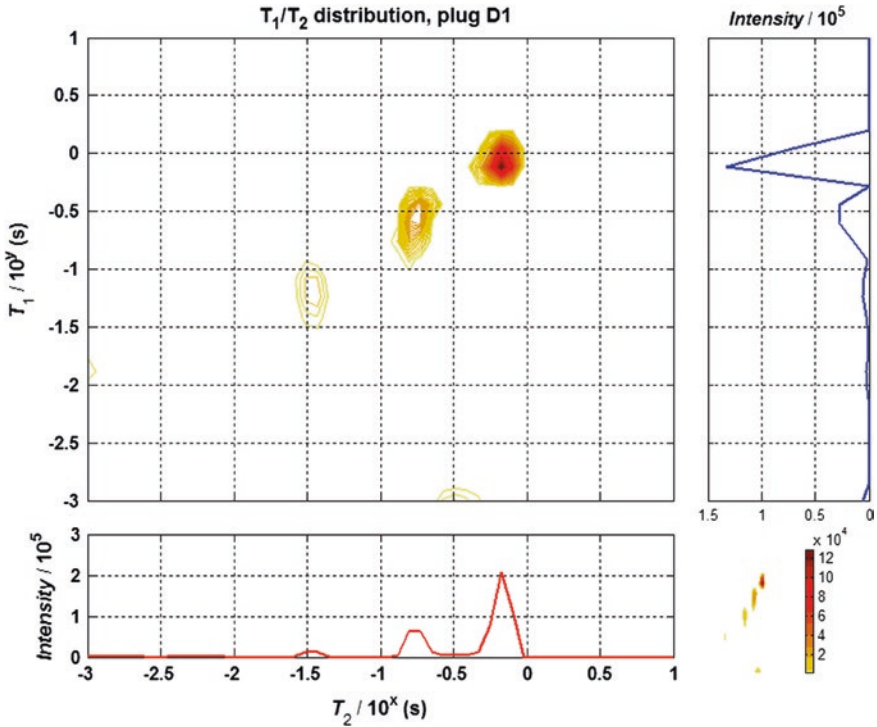 T1/T2 distribution, plug D1
Intensity / 10^5
1
0.5
0
-0.5
-1
-1.5
-2
-2.5
-3
T1 / 10^y (s)
1.5 1 0.5 0
3
2
1
0
Intensity / 10^5
-3 -2.5 -2 -1.5 -1 -0.5 0 0.5 1
T2 / 10^x (s)
x 10^4
12
10
8
6
4
2